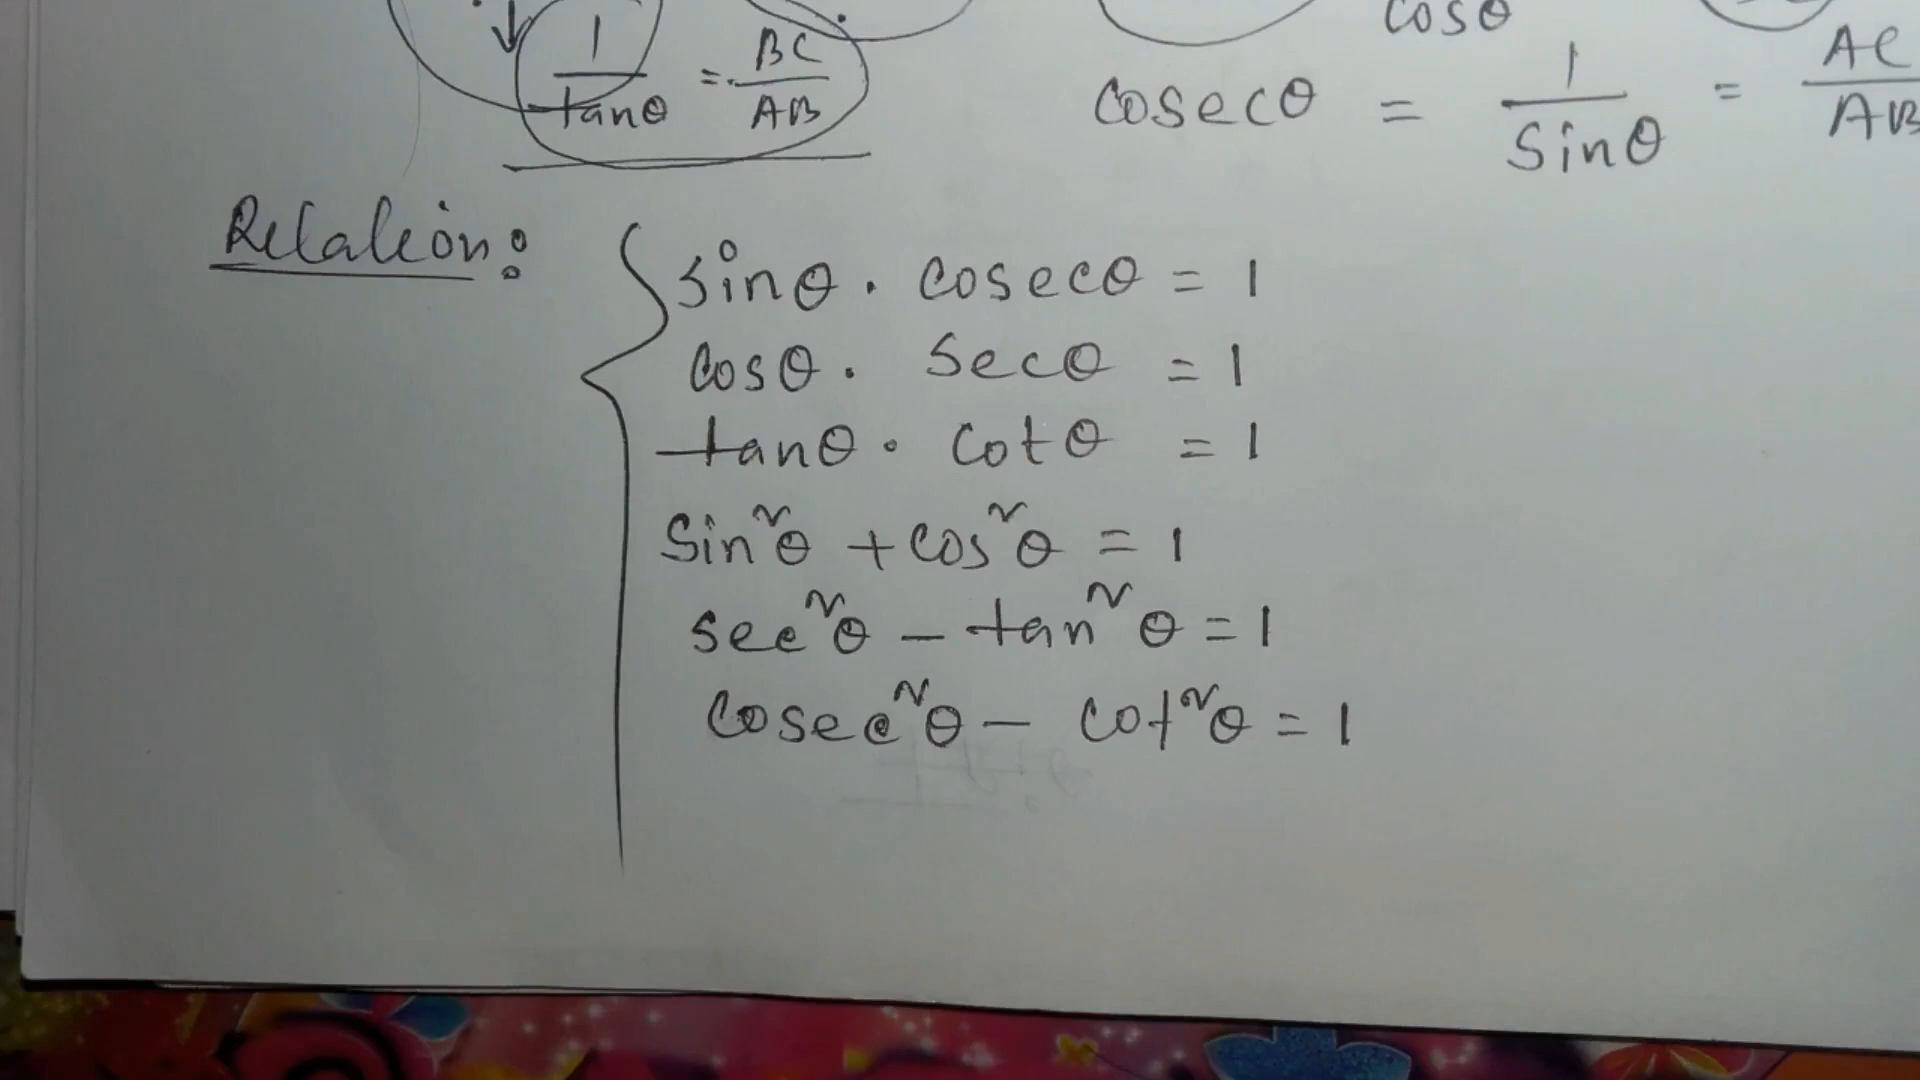 cosθ
1/tanθ = BC/AB
cosecθ = 1/sinθ = AC/AB
Relation:
sinθ . cosecθ = 1
cosθ . secθ = 1
tanθ . cotθ = 1
sin²θ + cos²θ = 1
sec²θ − tan²θ = 1
cosec²θ − cot²θ = 1